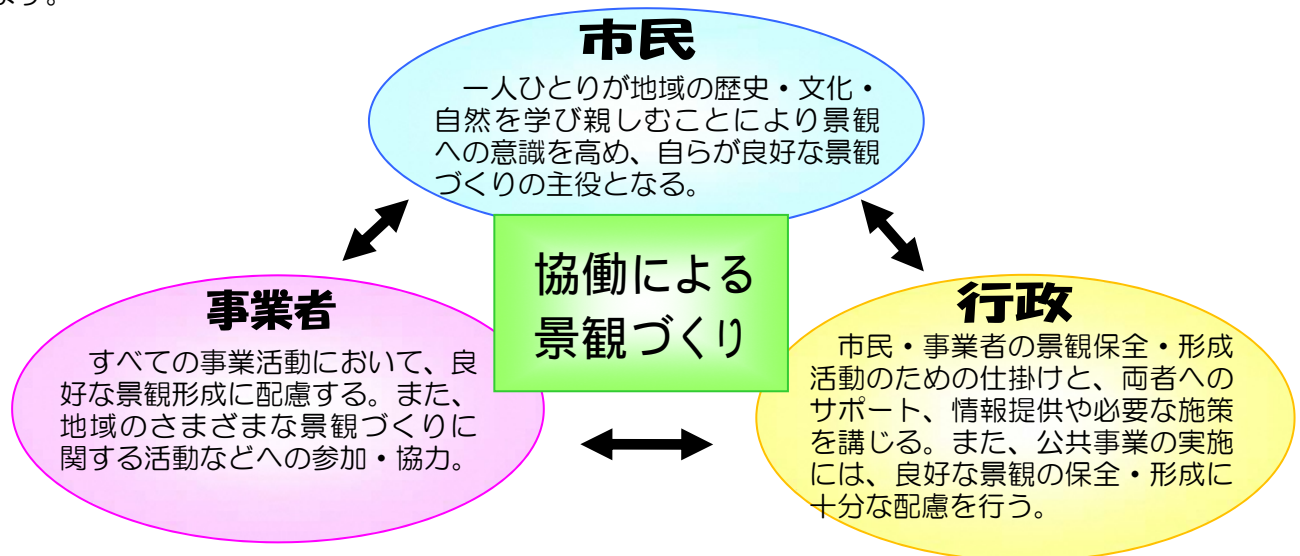 ます。
市民
一人ひとりが地域の歴史・文化・
自然を学び親しむことにより景観
への意識を高め、自らが良好な景観
づくりの主役となる。
協働による
景観づくり
事業者
すべての事業活動において、良
好な景観形成に配慮する。また、
地域のさまざまな景観づくりに
関する活動などへの参加・協力。
行政
市民・事業者の景観保全・形成
活動のための仕掛けと、両者への
サポート、情報提供や必要な施策
を講じる。また、公共事業の実施
には、良好な景観の保全・形成に
十分な配慮を行う。